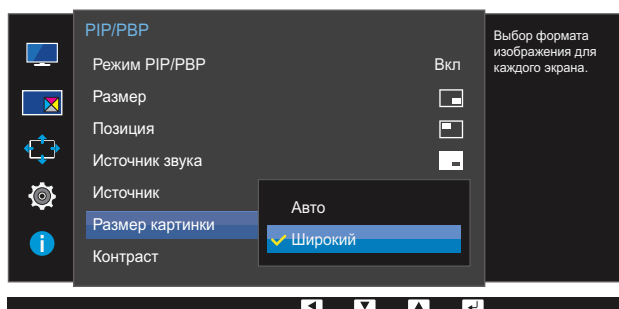 PIP/PBP
Режим PIP/PBP Вкл
Размер
Позиция
Источник звука
Источник
Размер картинки
Контраст
Авто
Широкий
Выбор формата
изображения для
каждого экрана.